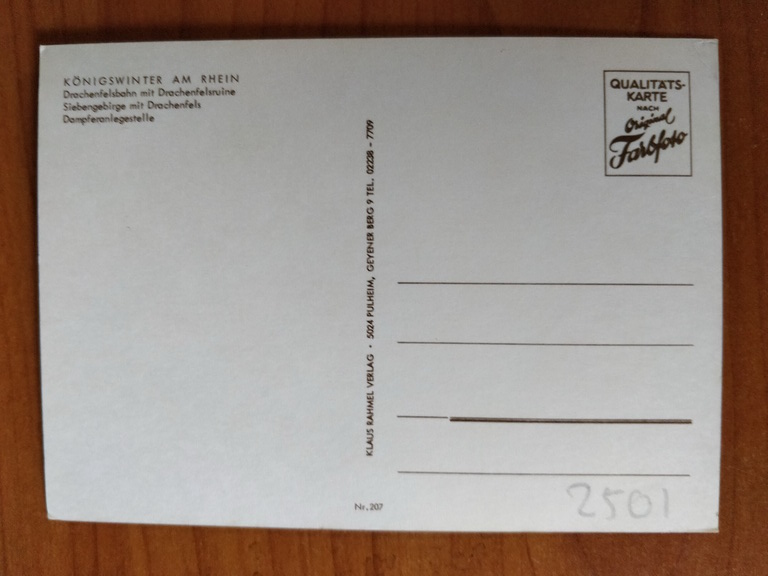 KÖNIGSWINTER AM RHEIN
Drachenfelsbahn mit Drachenfelsruine
Siebengebirge mit Drachenfels
Dampferanlegestelle
KLAUS RAHMEL VERLAG · 5024 PULHEIM, GEYENER BERG 9 TEL. 02238 - 7709
Nr. 207
QUALITÄTS-
KARTE
NACH
Original
Farbfoto
2501